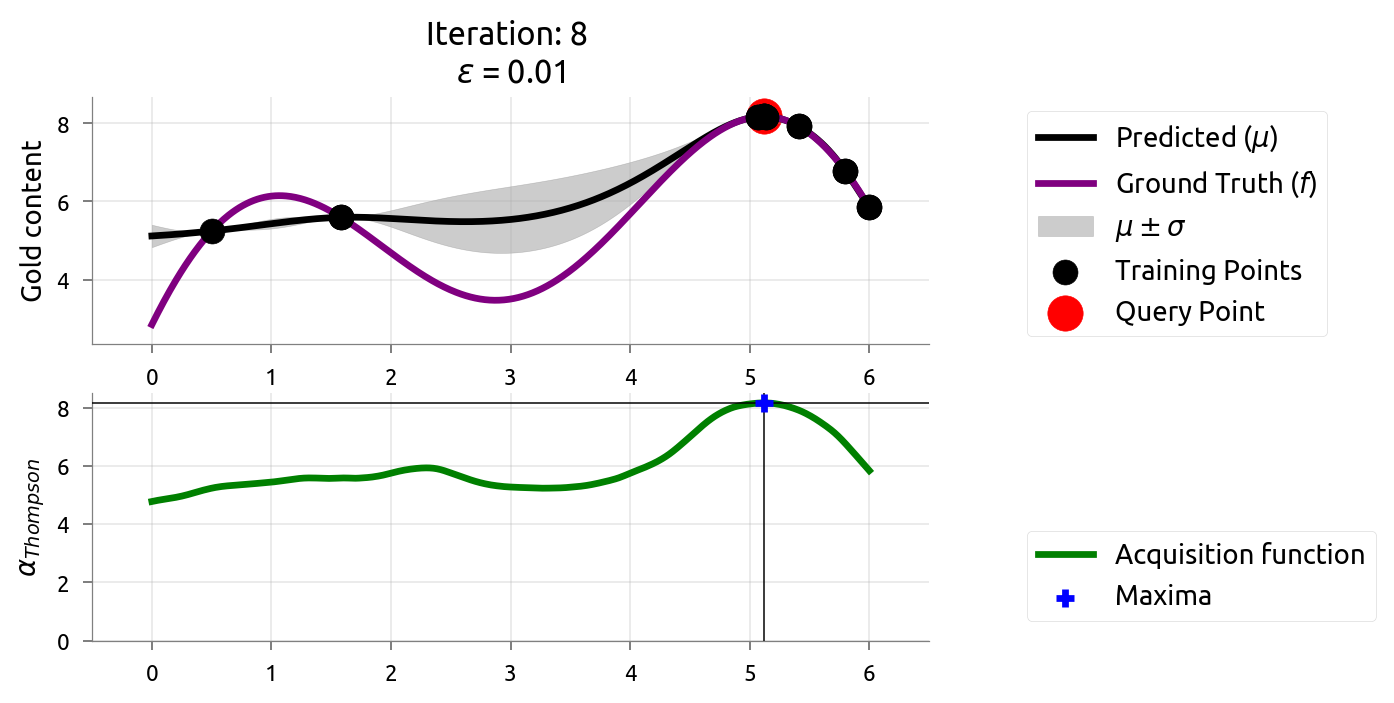 Iteration: 8
ε = 0.01
Gold content
8
6
4
0 1 2 3 4 5 6
Predicted (μ)
Ground Truth (f)
μ ± σ
Training Points
Query Point
α_Thompson
8
6
4
2
0
0 1 2 3 4 5 6
Acquisition function
Maxima